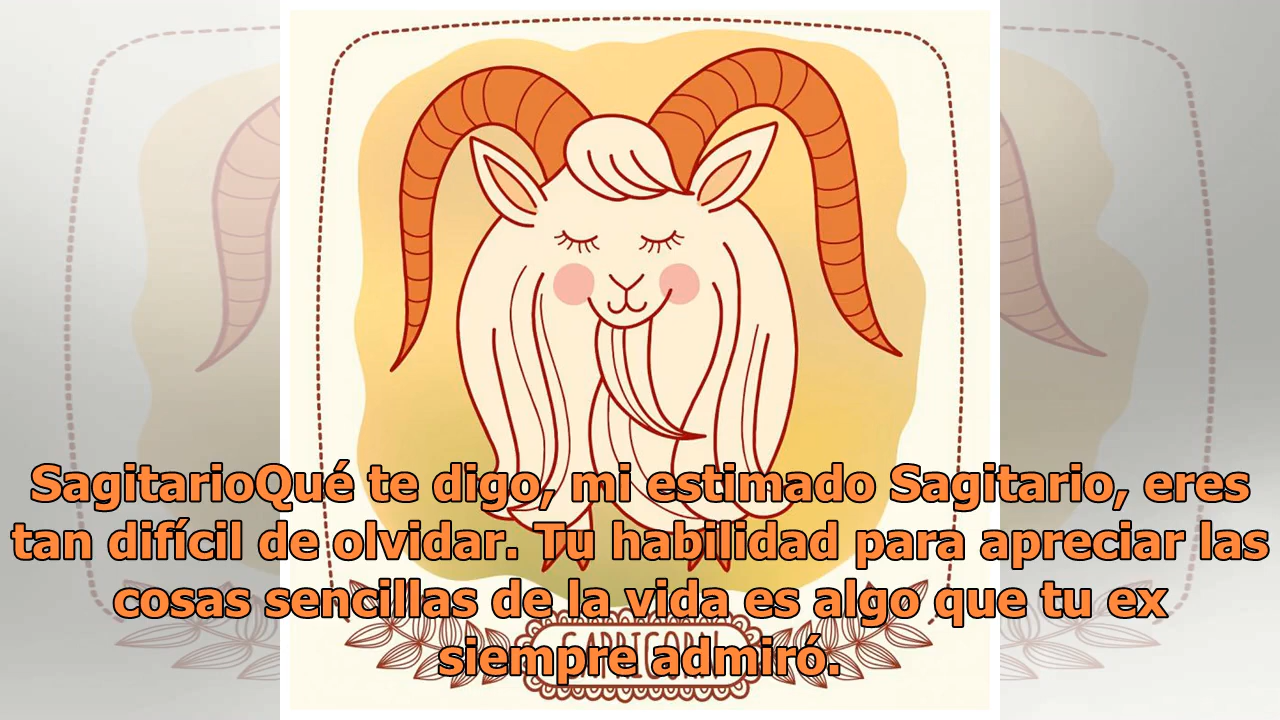 SagitarioQué te digo, mi estimado Sagitario, eres
tan difícil de olvidar. Tu habilidad para apreciar las
cosas sencillas de la vida es algo que tu ex
siempre admiró.
CAPRICORN